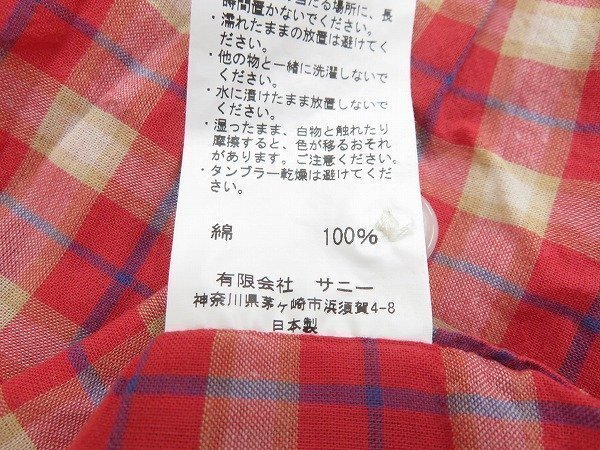 当たる場所に、長
時間置かないでください。
・濡れたままの放置は避けてく
ださい。
・他の物と一緒に洗濯しないで
ください。
・水に漬けたまま放置しないで
ください。
・湿ったまま、白物と触れたり
摩擦すると、色が移るおそれ
があります。ご注意ください。
・タンブラー乾燥は避けてくだ
さい。
綿 100%
有限会社 サニー
神奈川県茅ヶ崎市浜須賀4-8
日本製